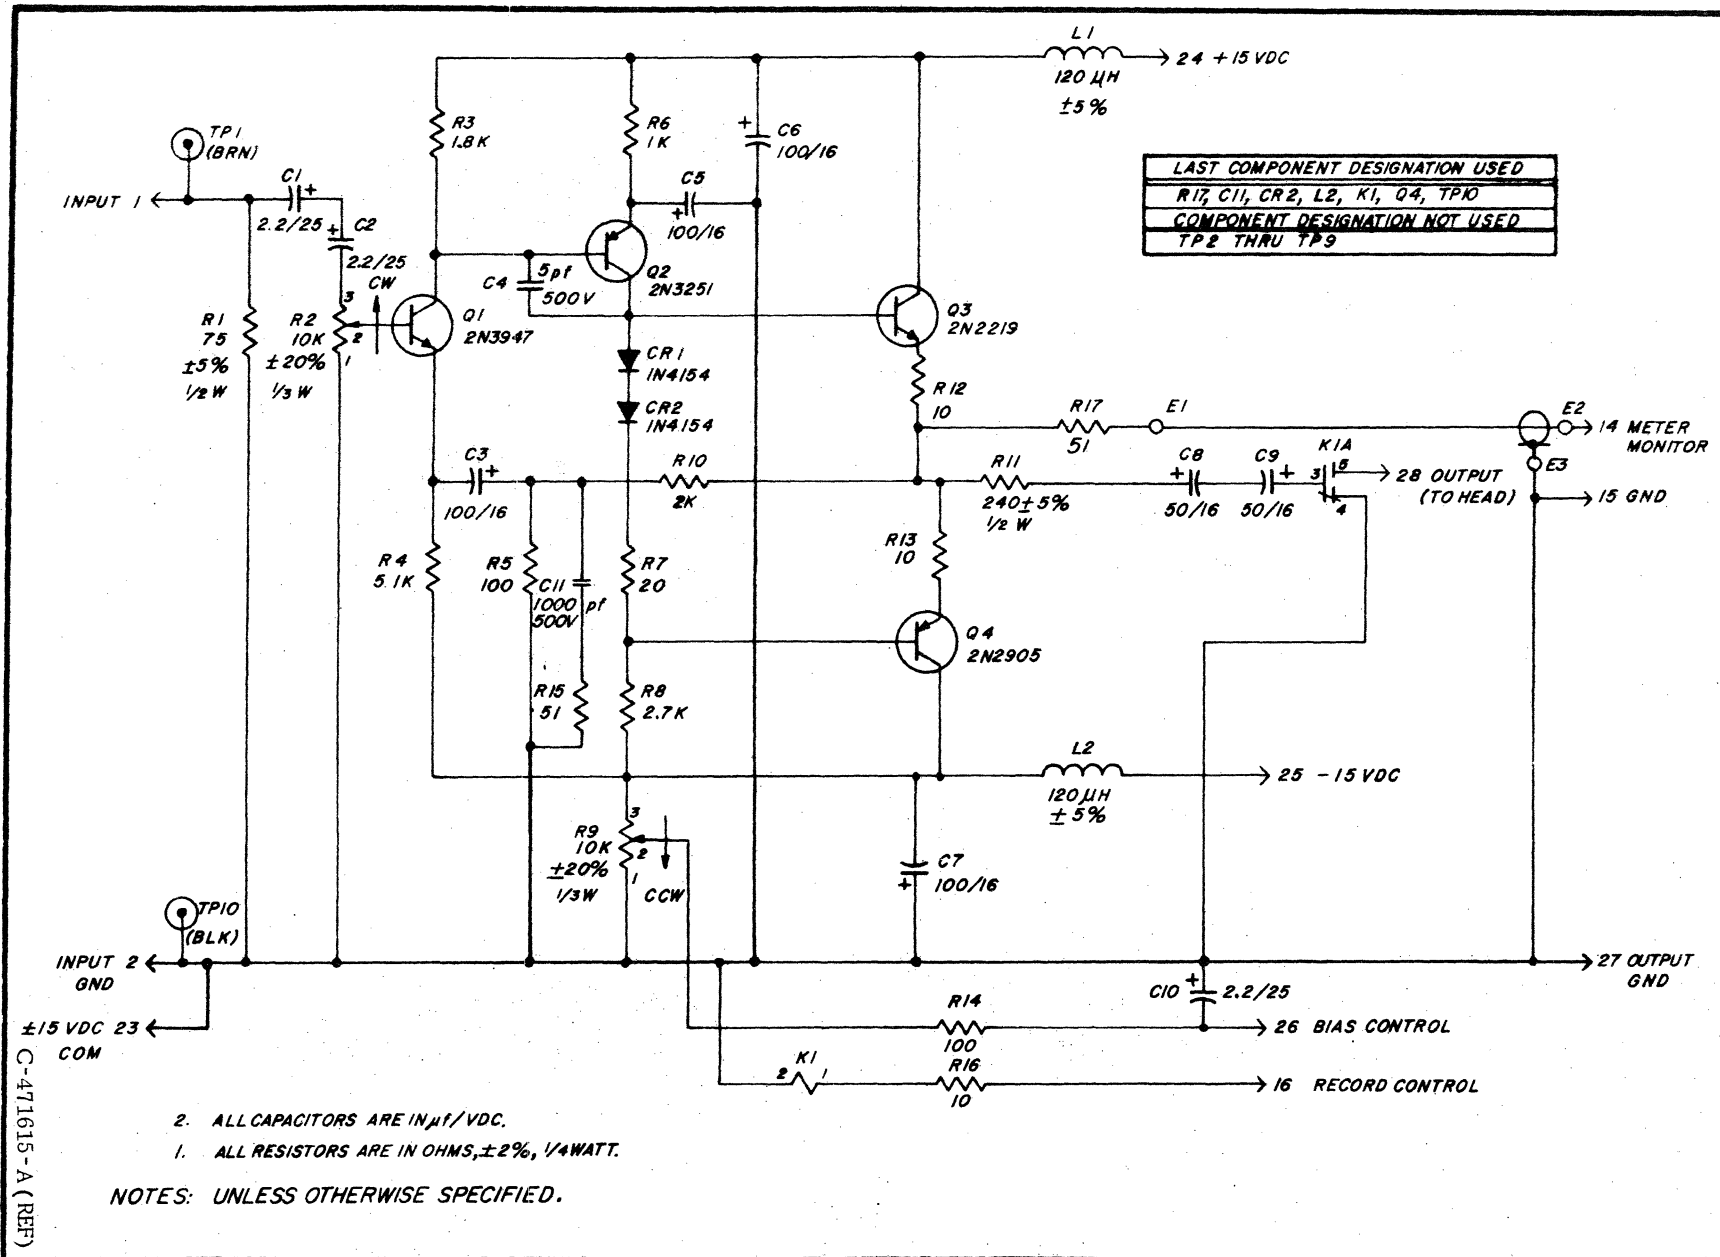 L1
24 +15 VDC
120 µH
±5%
TP1
(BRN)
R3
1.8K
R6
1K
+
C6
100/16
LAST COMPONENT DESIGNATION USED
R17, C11, CR2, L2, K1, Q4, TP10
COMPONENT DESIGNATION NOT USED
TP2 THRU TP9
INPUT 1
C1
+
2.2/25
+
C2
2.2/25
C5
+
100/16
CW
C4
5pf
500V
Q2
2N3251
R1
75
±5%
1/2 W
R2
10K
±20%
1/3 W
3
2
1
Q1
2N3947
Q3
2N2219
CR1
1N4154
CR2
1N4154
R12
10
R17
51
E1
E2
14 METER
MONITOR
E3
15 GND
C3
+
100/16
R10
2K
R11
240±5%
1/2 W
C8
+
50/16
C9
+
50/16
K1A
3
5
4
28 OUTPUT
(TO HEAD)
R4
5.1K
R5
100
C11
1000 pf
500V
R7
20
R13
10
Q4
2N2905
R15
51
R8
2.7K
L2
120µH
±5%
25 -15 VDC
R9
10K
±20%
1/3W
3
2
1
CCW
C7
+
100/16
TP10
(BLK)
INPUT 2
GND
27 OUTPUT
GND
±15 VDC 23
COM
C10
+
2.2/25
R14
100
26 BIAS CONTROL
2
K1
1
R16
10
16 RECORD CONTROL
2. ALL CAPACITORS ARE IN µf/VDC.
1. ALL RESISTORS ARE IN OHMS,±2%, 1/4WATT.
NOTES: UNLESS OTHERWISE SPECIFIED.
C-471615-A (REF)